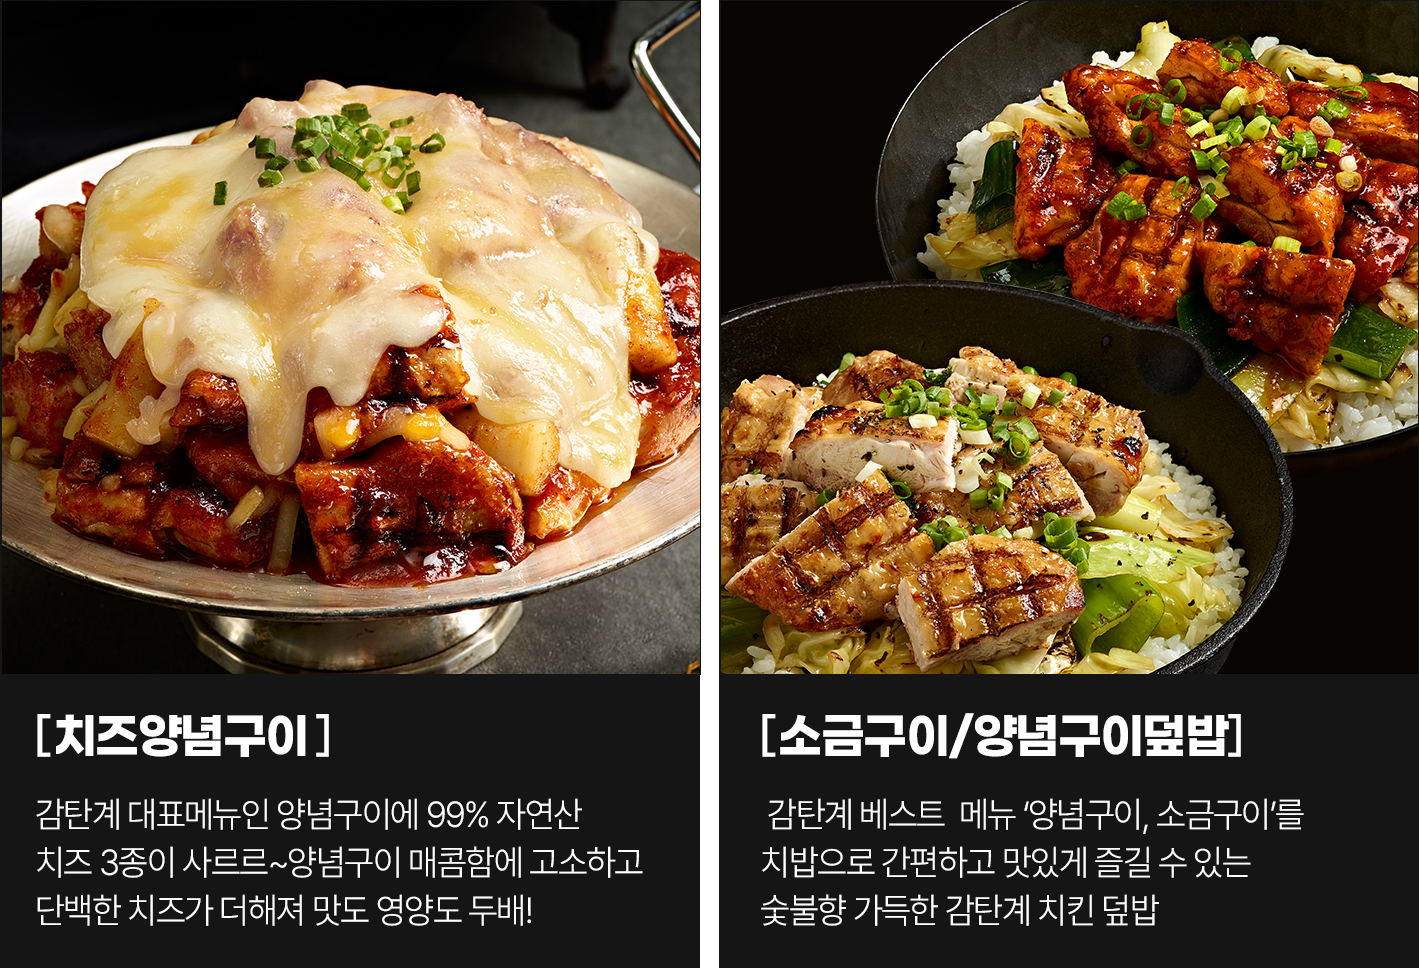 [치즈양념구이]
감탄계 대표메뉴인 양념구이에 99% 자연산
치즈 3종이 사르르~양념구이 매콤함에 고소하고
단백한 치즈가 더해져 맛도 영양도 두배!
[소금구이/양념구이덮밥]
감탄계 베스트 메뉴 ‘양념구이, 소금구이’를
치밥으로 간편하고 맛있게 즐길 수 있는
숯불향 가득한 감탄계 치킨 덮밥